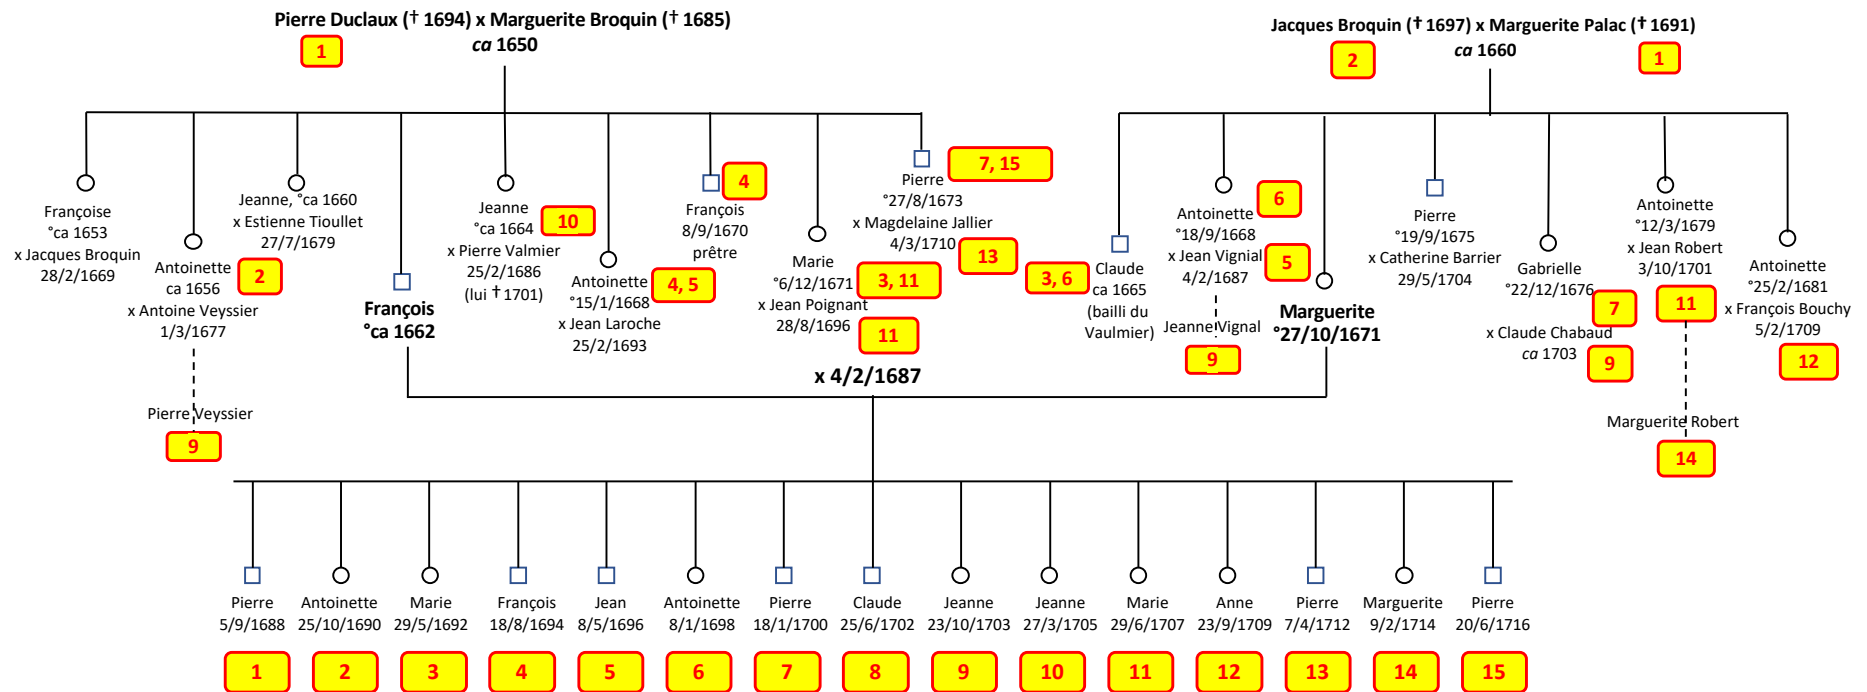 Pierre Duclaux († 1694) x Marguerite Broquin († 1685)
ca 1650
1
Jacques Broquin († 1697) x Marguerite Palac († 1691)
ca 1660
2
1
Françoise
°ca 1653
x Jacques Broquin
28/2/1669
Antoinette
ca 1656
x Antoine Veyssier
1/3/1677
2
Pierre Veyssier
9
Jeanne, °ca 1660
x Estienne Tioullet
27/7/1679
François
°ca 1662
Jeanne
°ca 1664
x Pierre Valmier
25/2/1686
(lui † 1701)
10
Antoinette
°15/1/1668
x Jean Laroche
25/2/1693
4, 5
François
8/9/1670
prêtre
4
Marie
°6/12/1671
x Jean Poignant
28/8/1696
3, 11
11
Pierre
°27/8/1673
x Magdelaine Jallier
4/3/1710
7, 15
13
x 4/2/1687
Claude
ca 1665
(bailli du
Vaulmier)
3, 6
Antoinette
°18/9/1668
x Jean Vignial
4/2/1687
6
5
Jeanne Vignal
9
Marguerite
°27/10/1671
Pierre
°19/9/1675
x Catherine Barrier
29/5/1704
Gabrielle
°22/12/1676
x Claude Chabaud
ca 1703
7
9
Antoinette
°12/3/1679
x Jean Robert
3/10/1701
11
Marguerite Robert
14
Antoinette
°25/2/1681
x François Bouchy
5/2/1709
12
Pierre
5/9/1688
1
Antoinette
25/10/1690
2
Marie
29/5/1692
3
François
18/8/1694
4
Jean
8/5/1696
5
Antoinette
8/1/1698
6
Pierre
18/1/1700
7
Claude
25/6/1702
8
Jeanne
23/10/1703
9
Jeanne
27/3/1705
10
Marie
29/6/1707
11
Anne
23/9/1709
12
Pierre
7/4/1712
13
Marguerite
9/2/1714
14
Pierre
20/6/1716
15